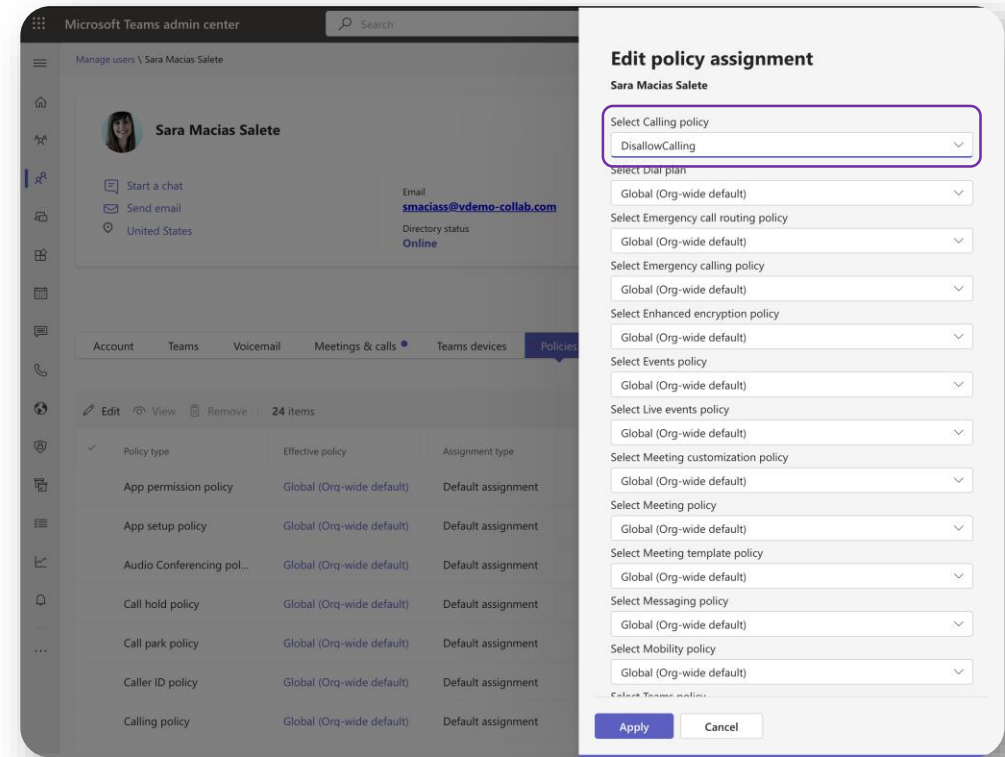 Microsoft Teams admin center
Search
Manage users \ Sara Macias Salete
Sara Macias Salete
Start a chat
Send email
United States
Email
smaciass@vdemo-collab.com
Directory status
Online
Account Teams Voicemail Meetings & calls Teams devices Policies
Edit View Remove 24 items
Policy type Effective policy Assignment type
App permission policy Global (Org-wide default) Default assignment
App setup policy Global (Org-wide default) Default assignment
Audio Conferencing pol... Global (Org-wide default) Default assignment
Call hold policy Global (Org-wide default) Default assignment
Call park policy Global (Org-wide default) Default assignment
Caller ID policy Global (Org-wide default) Default assignment
Calling policy Global (Org-wide default) Default assignment
Edit policy assignment
Sara Macias Salete
Select Calling policy
DisallowCalling
Select Dial plan
Global (Org-wide default)
Select Emergency call routing policy
Global (Org-wide default)
Select Emergency calling policy
Global (Org-wide default)
Select Enhanced encryption policy
Global (Org-wide default)
Select Events policy
Global (Org-wide default)
Select Live events policy
Global (Org-wide default)
Select Meeting customization policy
Global (Org-wide default)
Select Meeting policy
Global (Org-wide default)
Select Meeting template policy
Global (Org-wide default)
Select Messaging policy
Global (Org-wide default)
Select Mobility policy
Global (Org-wide default)
Select Teams policy
Apply Cancel